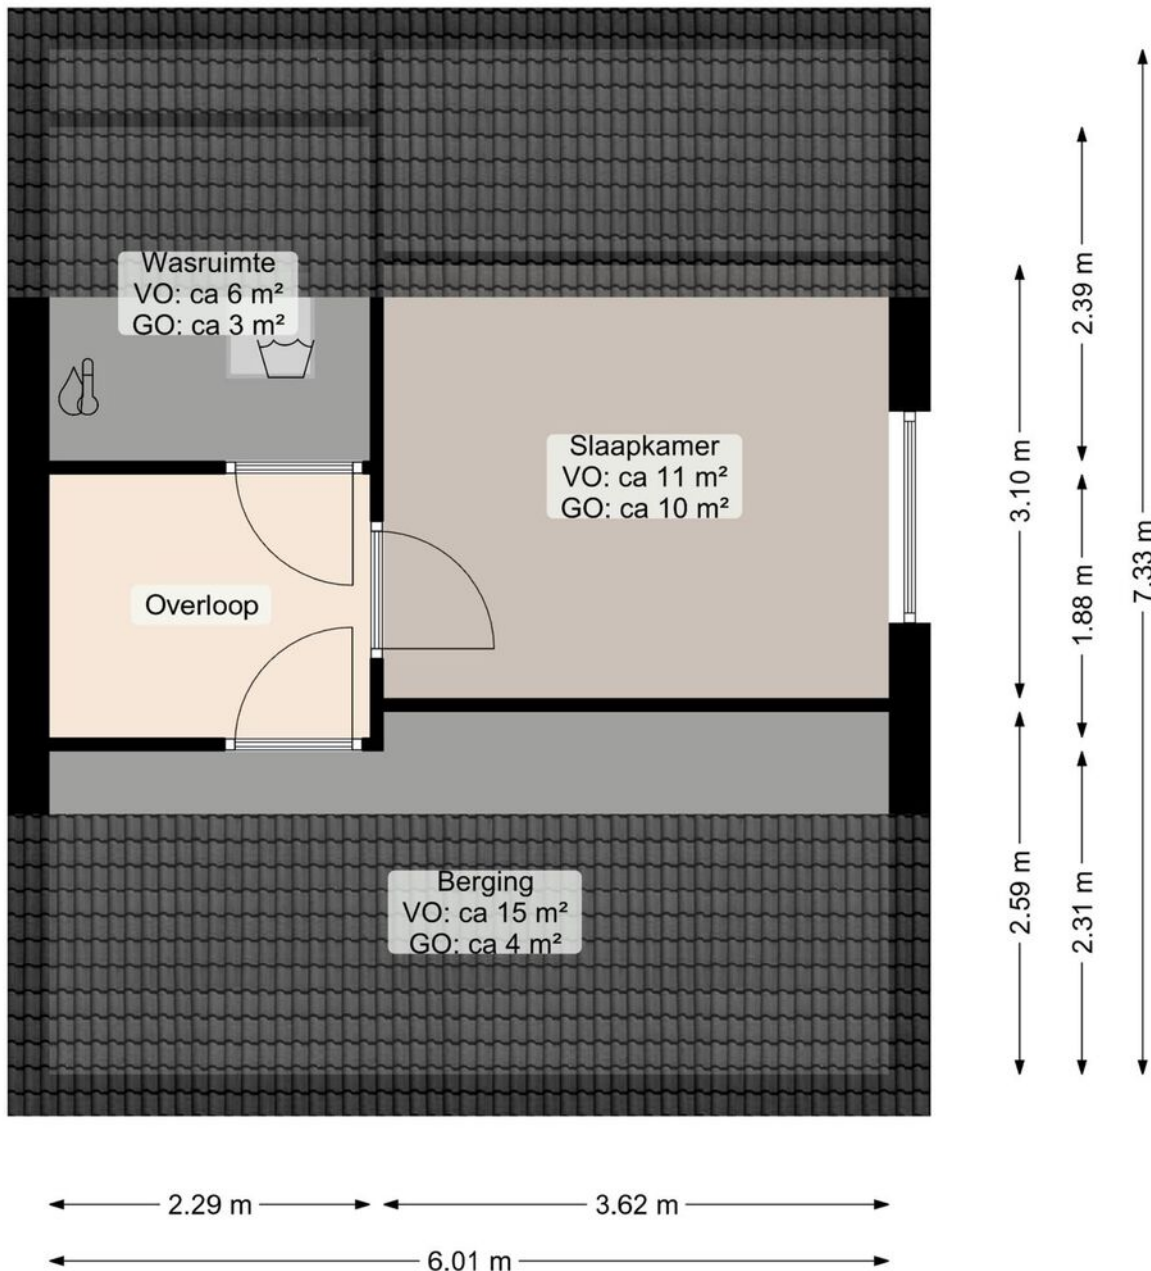 Wasruimte
VO: ca 6 m²
GO: ca 3 m²
Slaapkamer
VO: ca 11 m²
GO: ca 10 m²
Overloop
Berging
VO: ca 15 m²
GO: ca 4 m²
2.39 m
3.10 m
1.88 m
7.33 m
2.59 m
2.31 m
2.29 m
3.62 m
6.01 m